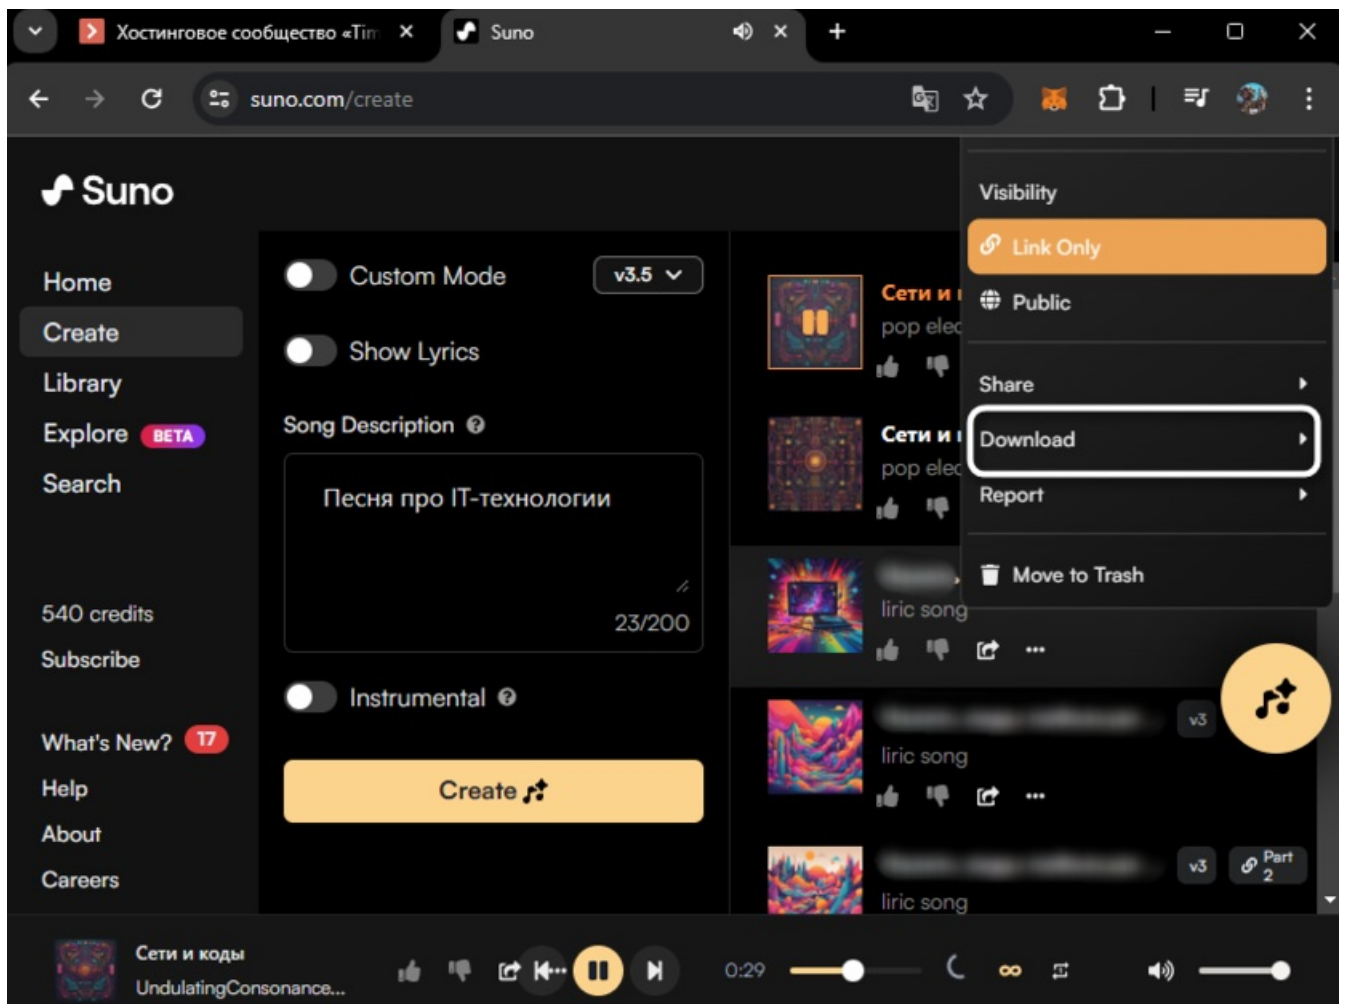 Хостинговое сообщество «Tim
Suno
suno.com/create
Suno
Home
Create
Library
Explore BETA
Search
540 credits
Subscribe
What's New? 17
Help
About
Careers
Custom Mode
v3.5
Show Lyrics
Song Description
Песня про IT-технологии
23/200
Instrumental
Create
Сети и
pop elec
Сети и
pop elec
liric song
v3
liric song
v3
Part 2
liric song
Visibility
Link Only
Public
Share
Download
Report
Move to Trash
Сети и коды
UndulatingConsonance...
0:29